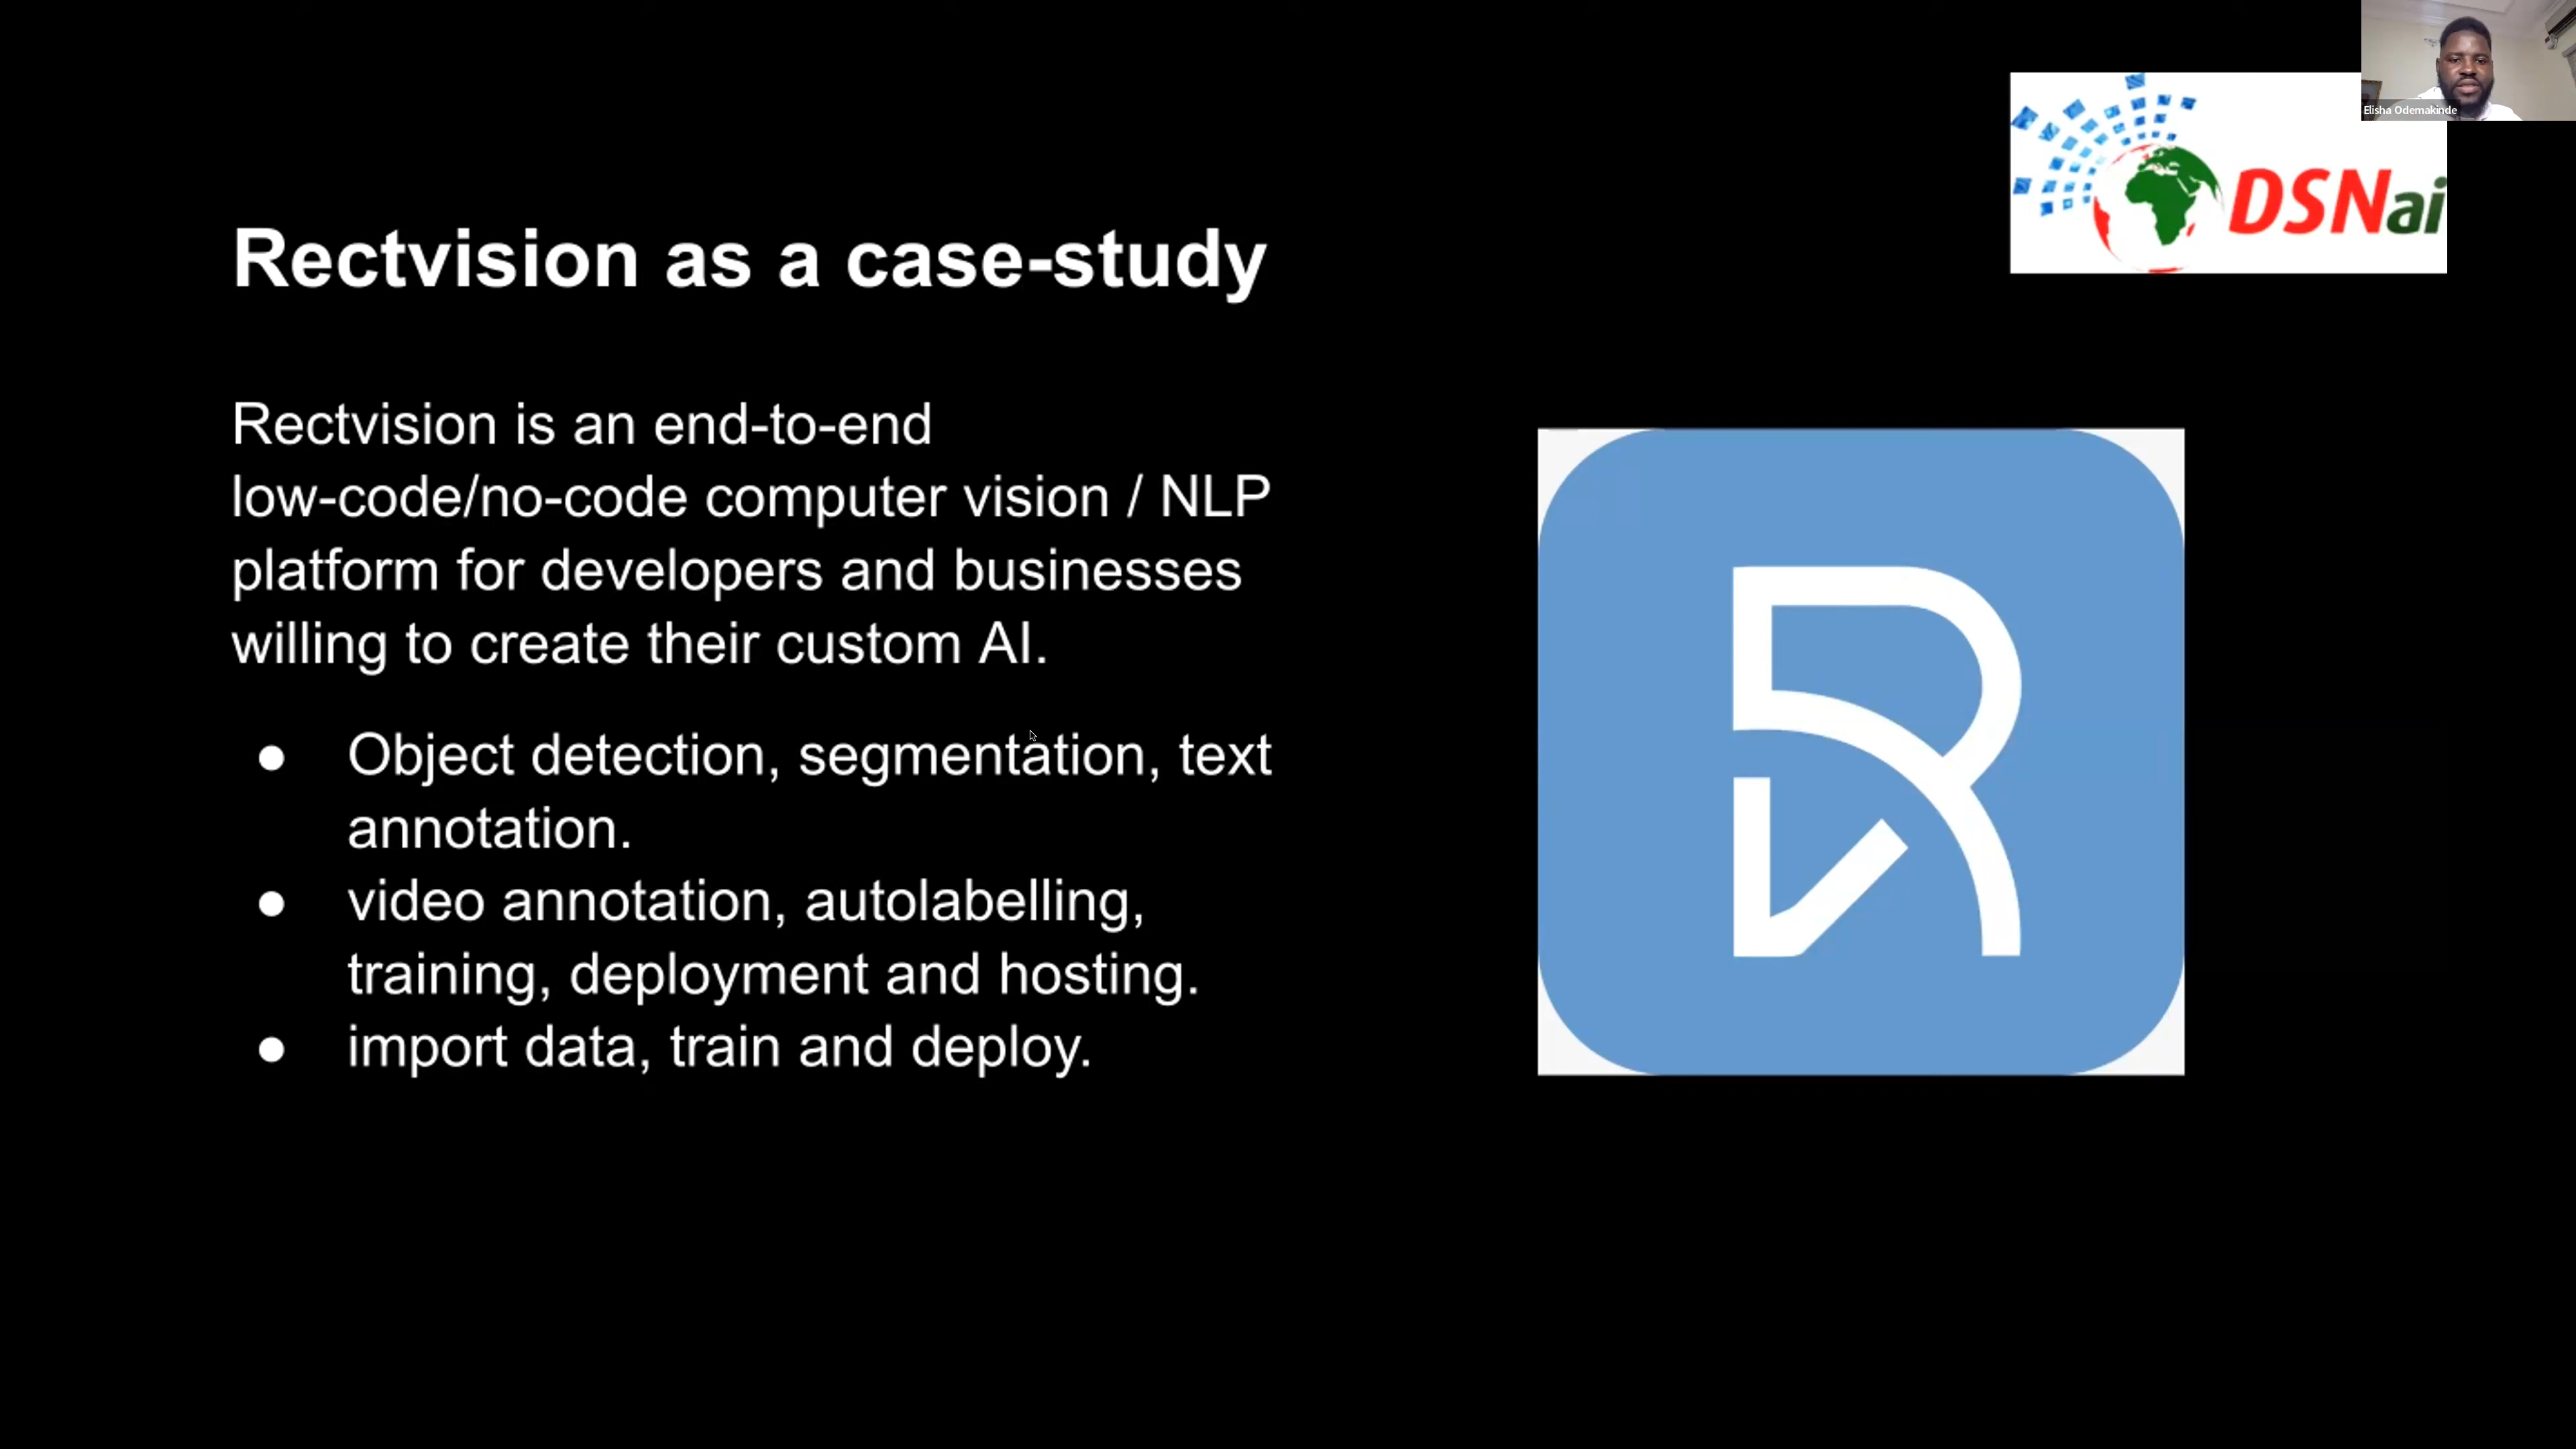 Elisha Odemakinde
DSNai
Rectvision as a case-study
Rectvision is an end-to-end
low-code/no-code computer vision / NLP
platform for developers and businesses
willing to create their custom AI.
● Object detection, segmentation, text
annotation.
● video annotation, autolabelling,
training, deployment and hosting.
● import data, train and deploy.
R